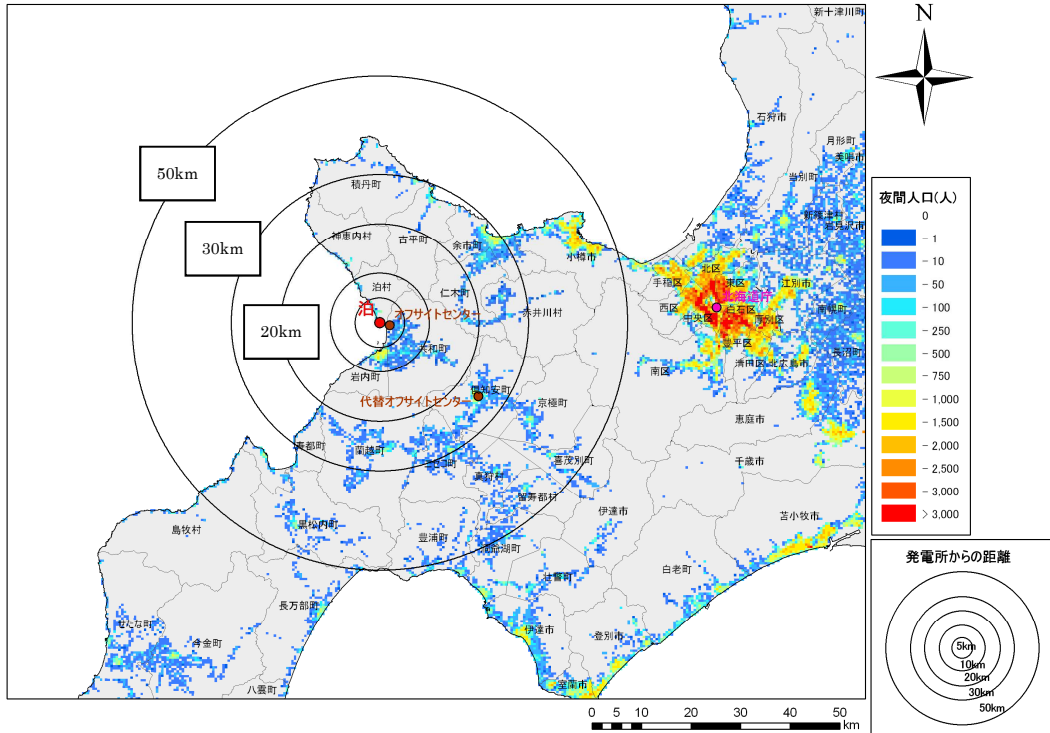 新十津川町
N
石狩市
月形町
美唄市
50km
当別町
積丹町
夜間人口(人)
新篠津村
岩見沢市
0
30km
神恵内村
古平町
余市町
小樽市
- 1
- 10
北区
手稲区
東区
江別市
- 50
泊村
仁木町
北海道庁
- 100
泊
オフサイトセンター
赤井川村
西区
中央区
白石区
厚別区
南幌町
- 250
20km
共和町
豊平区
長沼町
- 500
岩内町
南区
清田区
北広島市
- 750
倶知安町
代替オフサイトセンター
京極町
- 1,000
恵庭市
- 1,500
寿都町
蘭越町
- 2,000
ニセコ町
喜茂別町
千歳市
- 2,500
真狩村
- 3,000
留寿都村
伊達市
苫小牧市
> 3,000
島牧村
黒松内町
豊浦町
洞爺湖町
発電所からの距離
白老町
壮瞥町
長万部町
せたな町
今金町
伊達市
登別市
5km
10km
20km
30km
50km
八雲町
室蘭市
0 5 10 20 30 40 50
km